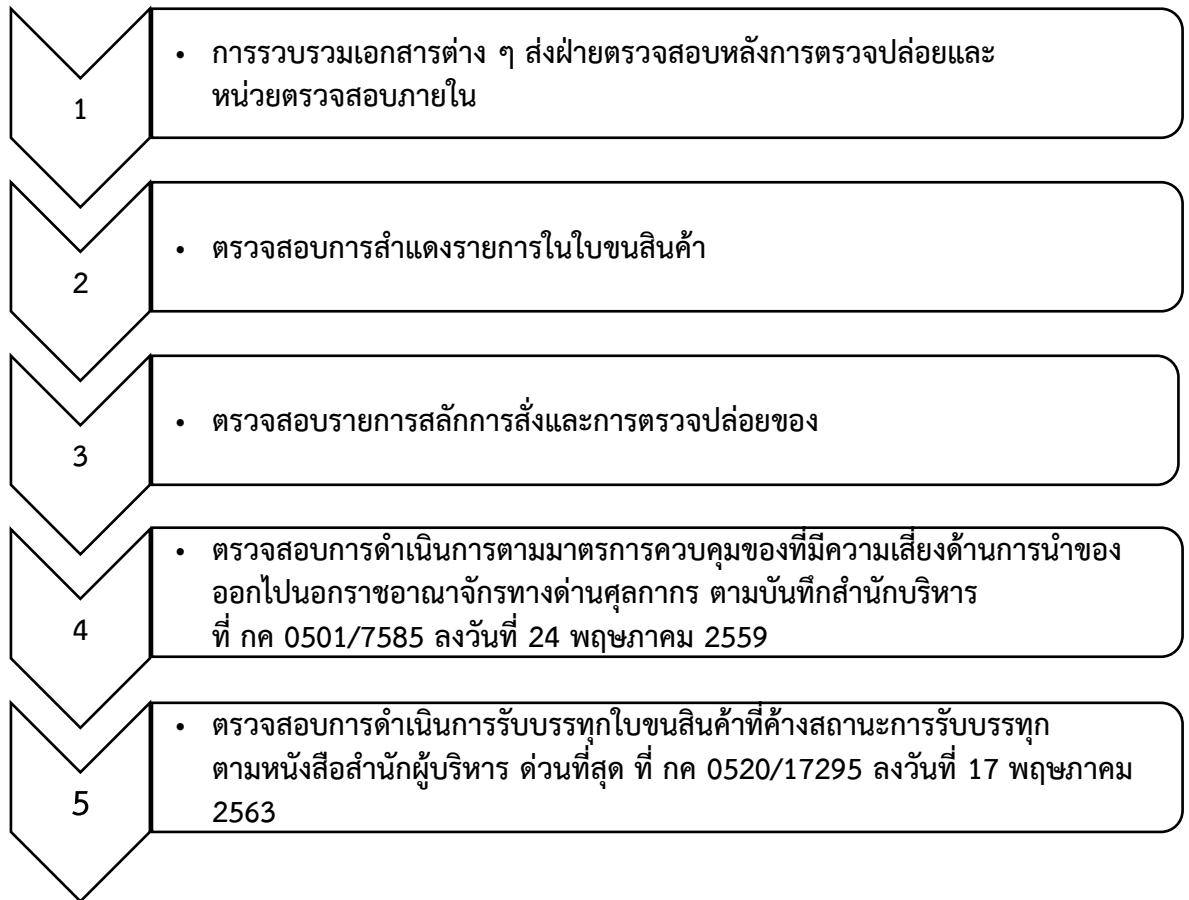 1
• การรวบรวมเอกสารต่าง ๆ ส่งฝ่ายตรวจสอบหลังการตรวจปล่อยและ
หน่วยตรวจสอบภายใน
2
• ตรวจสอบการสำแดงรายการในใบขนสินค้า
3
• ตรวจสอบรายการสลักการสั่งและการตรวจปล่อยของ
4
• ตรวจสอบการดำเนินการตามมาตรการควบคุมของที่มีความเสี่ยงด้านการนำของ
ออกไปนอกราชอาณาจักรทางด่านศุลกากร ตามบันทึกสำนักบริหาร
ที่ กค 0501/7585 ลงวันที่ 24 พฤษภาคม 2559
5
• ตรวจสอบการดำเนินการรับบรรทุกใบขนสินค้าที่ค้างสถานะการรับบรรทุก
ตามหนังสือสำนักผู้บริหาร ด่วนที่สุด ที่ กค 0520/17295 ลงวันที่ 17 พฤษภาคม
2563